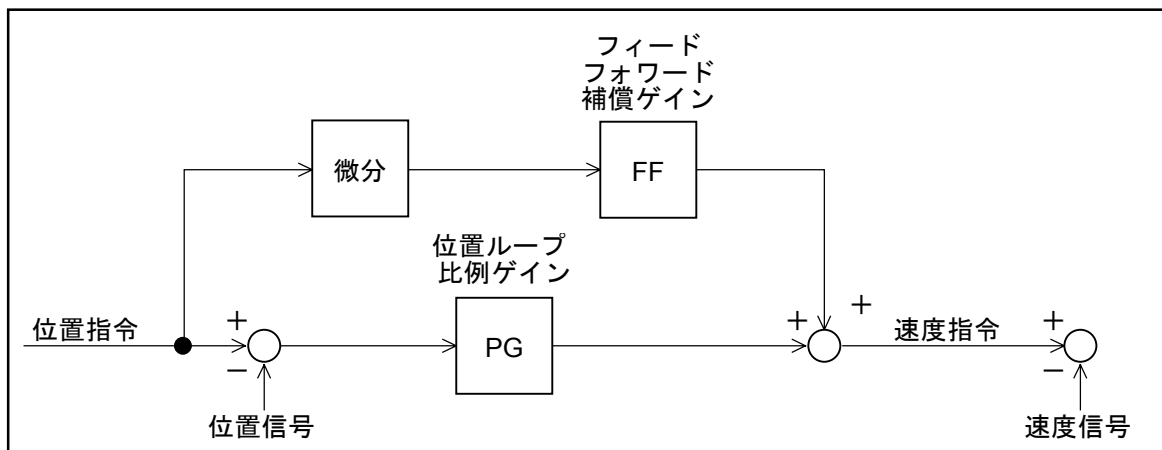 フィード
フォワード
補償ゲイン
微分
FF
位置ループ
比例ゲイン
位置指令
+
−
PG
+
+
速度指令
+
−
位置信号
速度信号